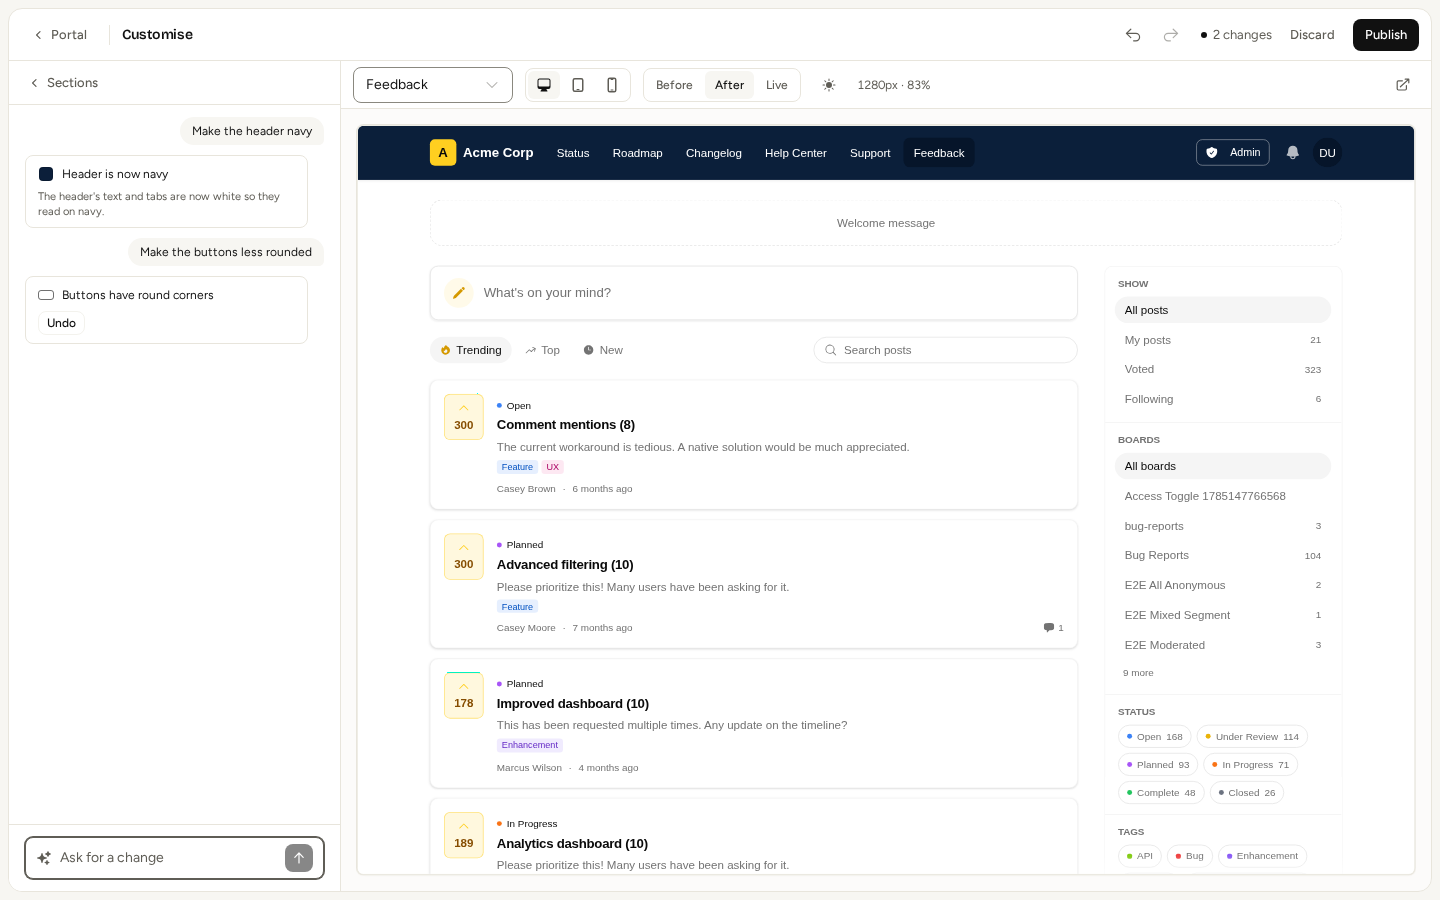 Portal
Customise
2 changes
Discard
Publish
Sections
Feedback
Before
After
Live
1280px · 83%
Make the header navy
Header is now navy
The header's text and tabs are now white so they
read on navy.
Make the buttons less rounded
Buttons have round corners
Undo
Ask for a change
A
Acme Corp
Status
Roadmap
Changelog
Help Center
Support
Feedback
Admin
DU
Welcome message
What's on your mind?
Trending
Top
New
Search posts
300
Open
Comment mentions (8)
The current workaround is tedious. A native solution would be much appreciated.
Feature UX
Casey Brown · 6 months ago
300
Planned
Advanced filtering (10)
Please prioritize this! Many users have been asking for it.
Feature
Casey Moore · 7 months ago
1
178
Planned
Improved dashboard (10)
This has been requested multiple times. Any update on the timeline?
Enhancement
Marcus Wilson · 4 months ago
189
In Progress
Analytics dashboard (10)
Please prioritize this! Many users have been asking for it.
SHOW
All posts
My posts 21
Voted 323
Following 6
BOARDS
All boards
Access Toggle 1785147766568
bug-reports 3
Bug Reports 104
E2E All Anonymous 2
E2E Mixed Segment 1
E2E Moderated 3
9 more
STATUS
Open 168 Under Review 114
Planned 93 In Progress 71
Complete 48 Closed 26
TAGS
API Bug Enhancement